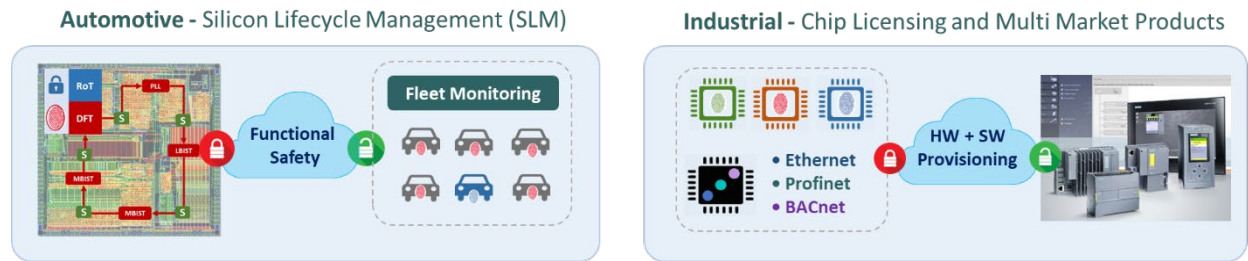 Automotive - Silicon Lifecycle Management (SLM)
RoT
DFT
PLL
S
S
LBIST
S
MBIST
S
MBIST
S
Functional
Safety
Fleet Monitoring
Industrial - Chip Licensing and Multi Market Products
• Ethernet
• Profinet
• BACnet
HW + SW
Provisioning